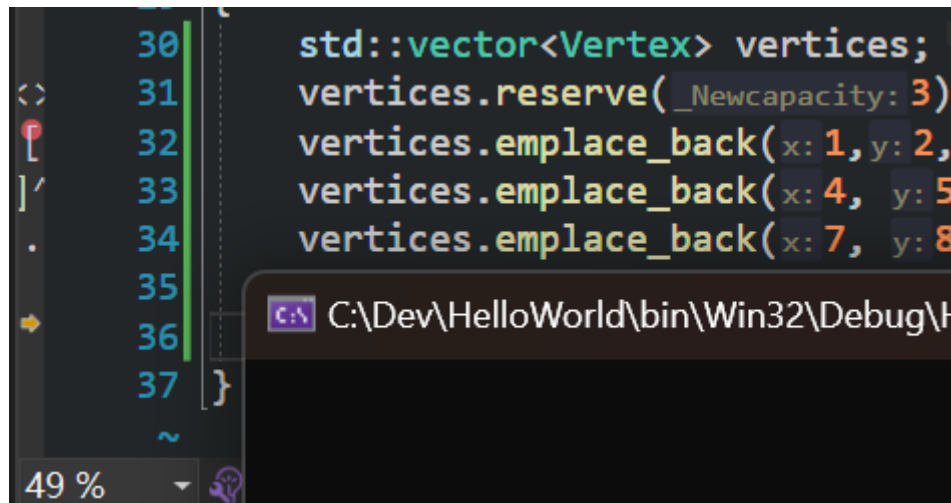 30 std::vector<Vertex> vertices;
31 vertices.reserve(_Newcapacity: 3)
32 vertices.emplace_back(x: 1, y: 2,
33 vertices.emplace_back(x: 4, y: 5
34 vertices.emplace_back(x: 7, y: 8
35
C:\Dev\HelloWorld\bin\Win32\Debug\
36
37 }
~
49 %